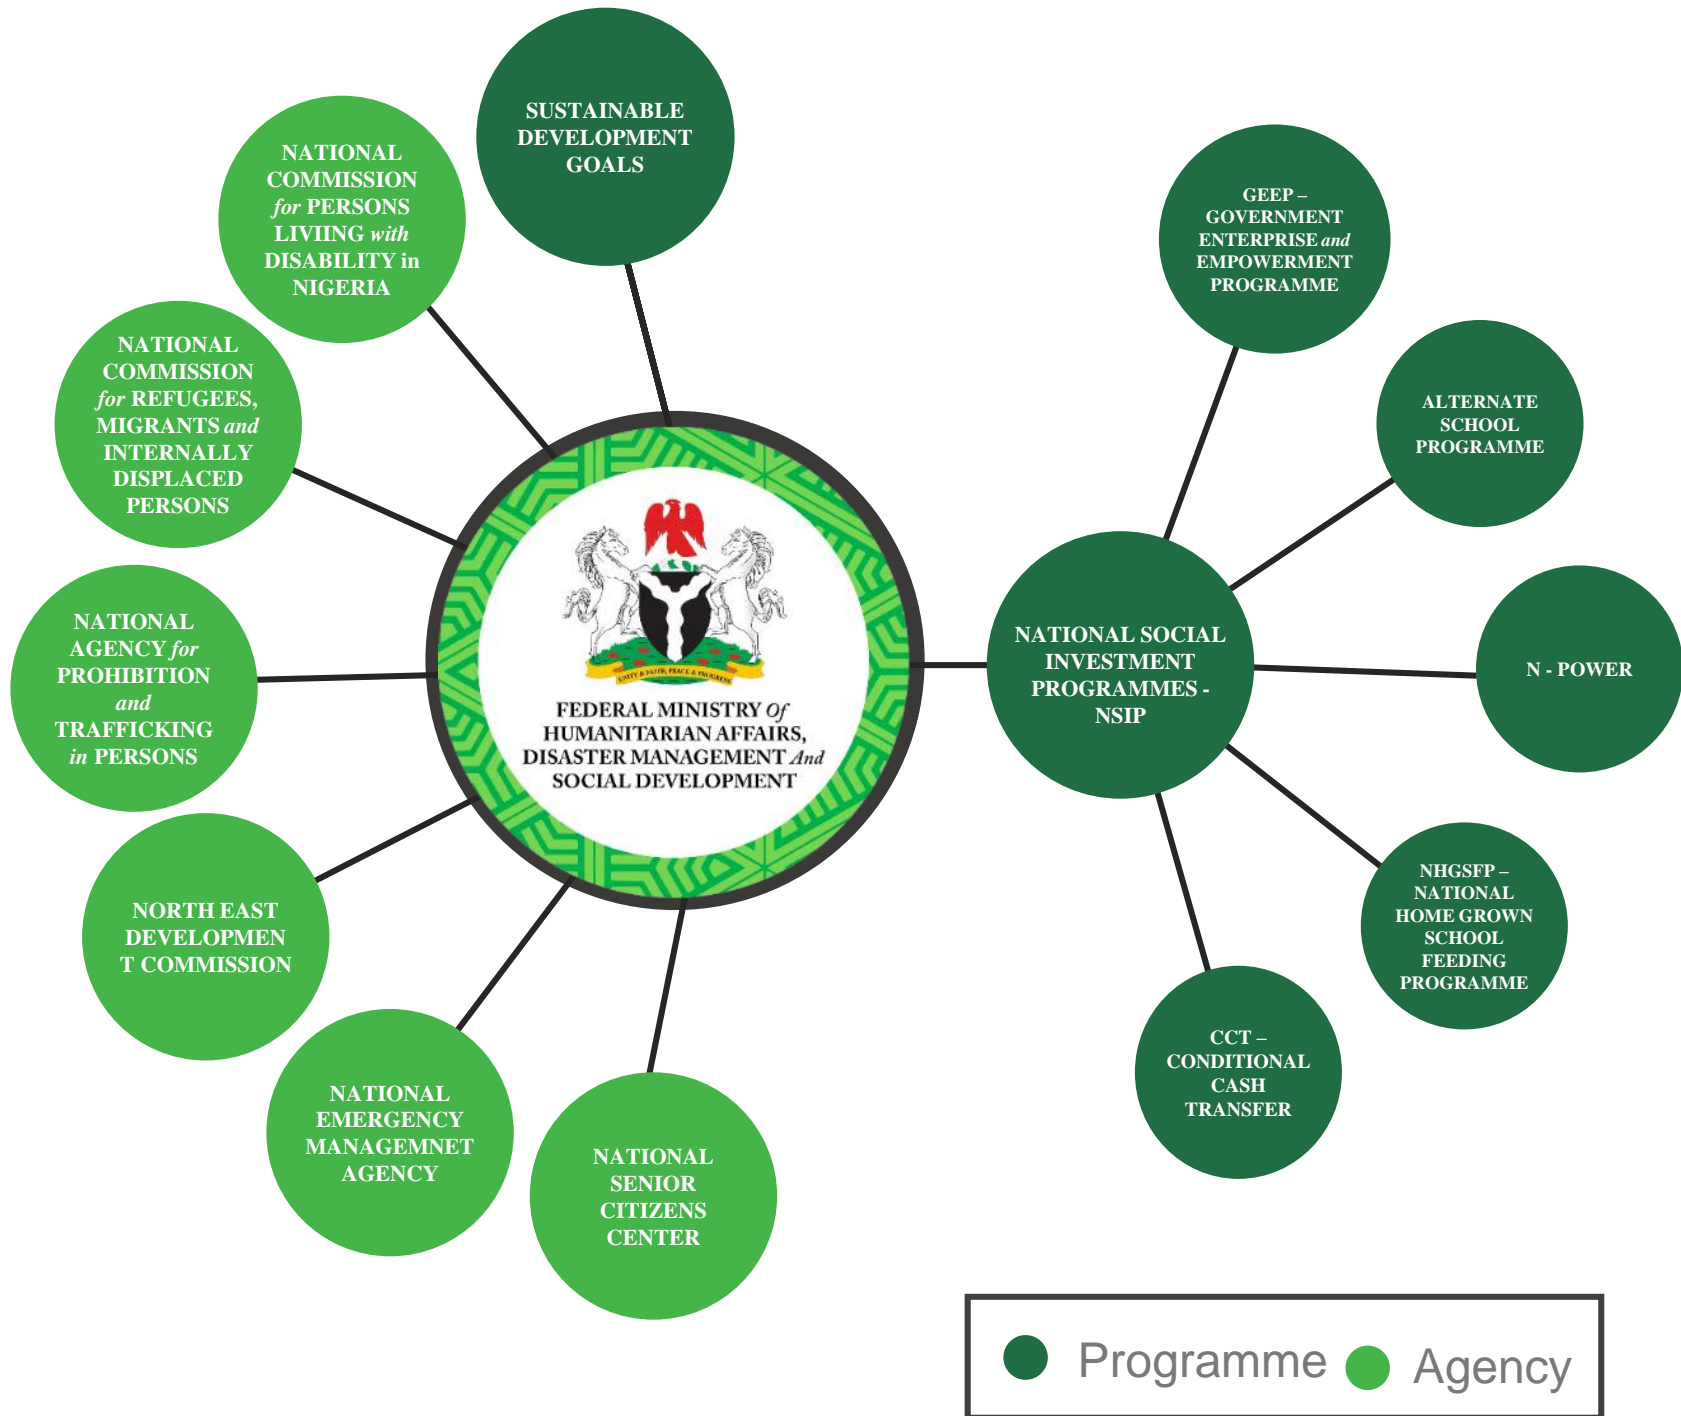 SUSTAINABLE
DEVELOPMENT
GOALS
NATIONAL
COMMISSION
for PERSONS
LIVIING with
DISABILITY in
NIGERIA
NATIONAL
COMMISSION
for REFUGEES,
MIGRANTS and
INTERNALLY
DISPLACED
PERSONS
NATIONAL
AGENCY for
PROHIBITION
and
TRAFFICKING
in PERSONS
NORTH EAST
DEVELOPMEN
T COMMISSION
NATIONAL
EMERGENCY
MANAGEMNET
AGENCY
NATIONAL
SENIOR
CITIZENS
CENTER
UNITY & FAITH, PEACE & PROGRESS
FEDERAL MINISTRY Of
HUMANITARIAN AFFAIRS,
DISASTER MANAGEMENT And
SOCIAL DEVELOPMENT
NATIONAL SOCIAL
INVESTMENT
PROGRAMMES -
NSIP
GEEP –
GOVERNMENT
ENTERPRISE and
EMPOWERMENT
PROGRAMME
ALTERNATE
SCHOOL
PROGRAMME
N - POWER
NHGSFP –
NATIONAL
HOME GROWN
SCHOOL
FEEDING
PROGRAMME
CCT –
CONDITIONAL
CASH
TRANSFER
Programme
Agency